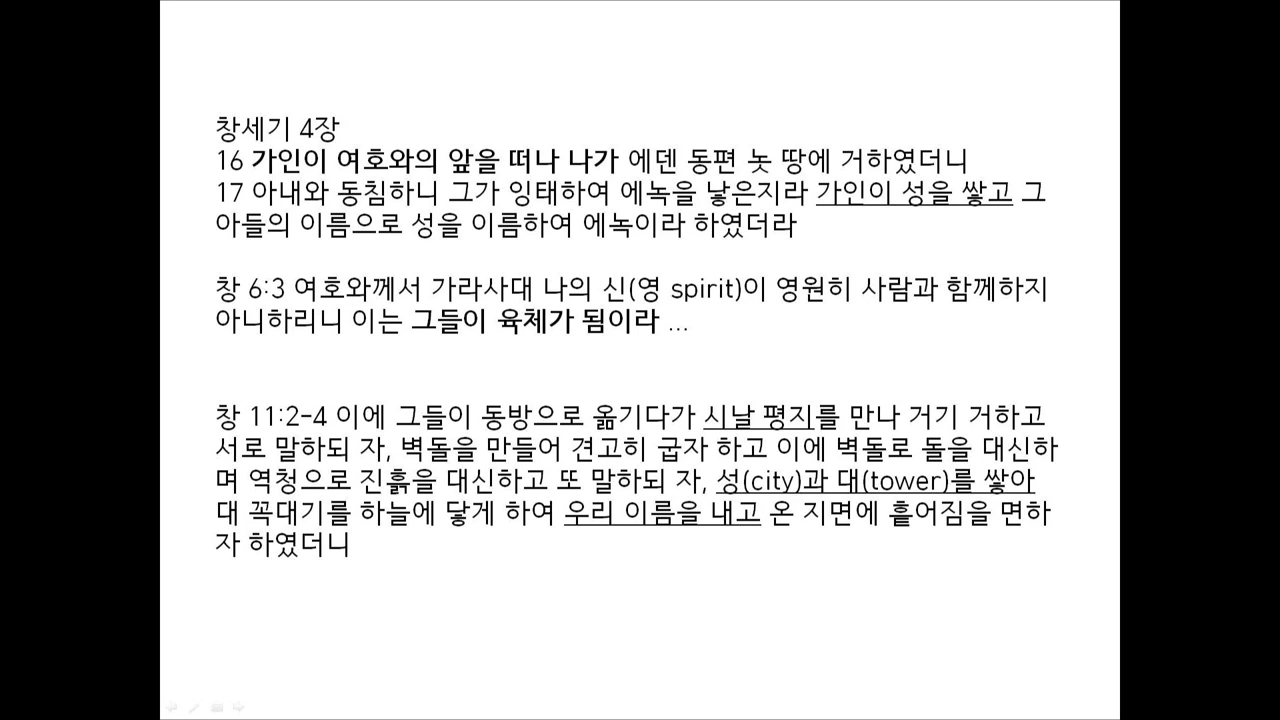 창세기 4장
16 가인이 여호와의 앞을 떠나 나가 에덴 동편 놋 땅에 거하였더니
17 아내와 동침하니 그가 잉태하여 에녹을 낳은지라 가인이 성을 쌓고 그
아들의 이름으로 성을 이름하여 에녹이라 하였더라
창 6:3 여호와께서 가라사대 나의 신(영 spirit)이 영원히 사람과 함께하지
아니하리니 이는 그들이 육체가 됨이라 ...
창 11:2-4 이에 그들이 동방으로 옮기다가 시날 평지를 만나 거기 거하고
서로 말하되 자, 벽돌을 만들어 견고히 굽자 하고 이에 벽돌로 돌을 대신하
며 역청으로 진흙을 대신하고 또 말하되 자, 성(city)과 대(tower)를 쌓아
대 꼭대기를 하늘에 닿게 하여 우리 이름을 내고 온 지면에 흩어짐을 면하
자 하였더니